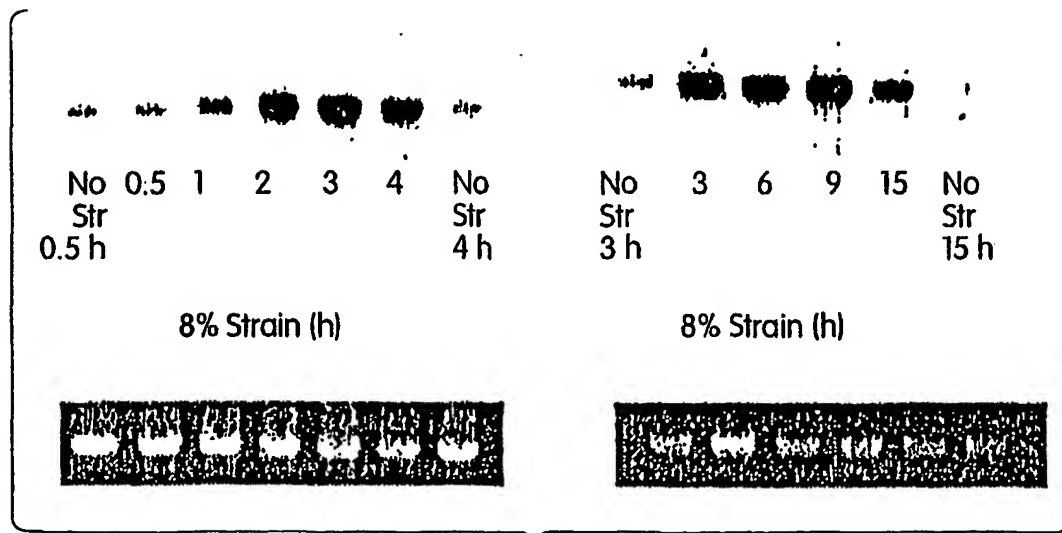 No 0.5 1 2 3 4 No
Str Str
0.5 h 4 h
8% Strain (h)
No 3 6 9 15 No
Str Str
3 h 15 h
8% Strain (h)